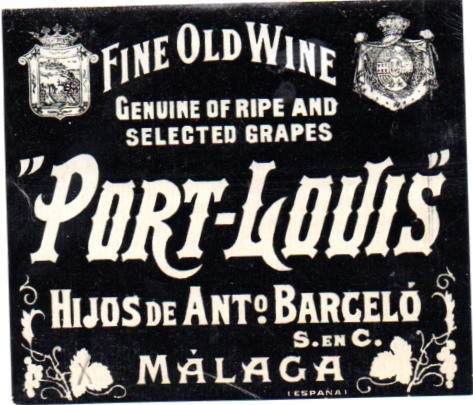 FINE OLD WINE
GENUINE OF RIPE AND
SELECTED GRAPES
"PORT-LOUIS"
HIJOS DE ANTº. BARCELÓ
S. EN C.
MÁLAGA
(ESPAÑA)